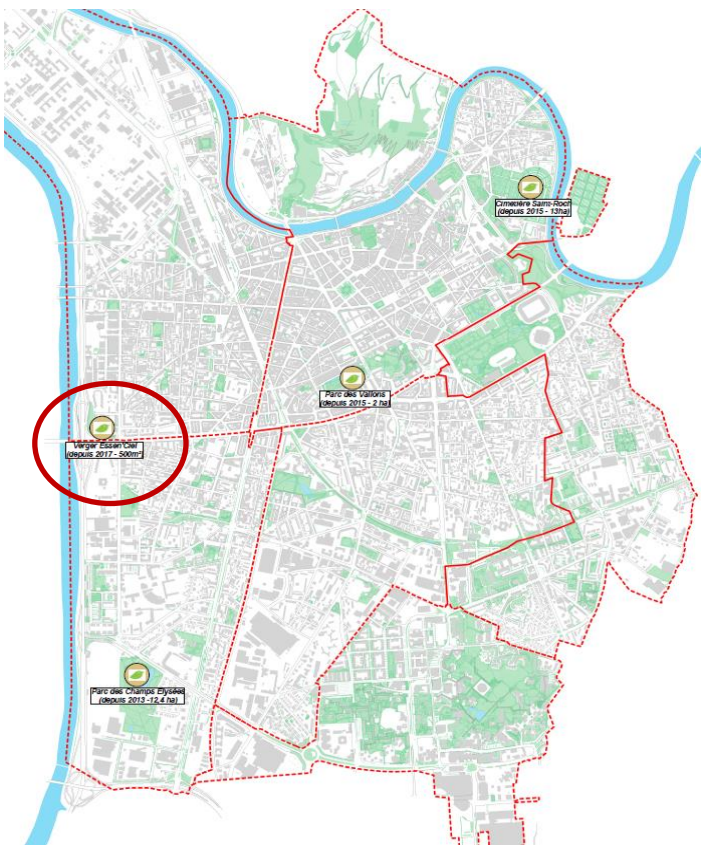 Cimetière Saint-Roch
(depuis 2015 - 13ha)
Parc des Vallons
(depuis 2015 - 2 ha)
Verger Essen'Ciel
(depuis 2017 - 500m²)
Parc des Champs Elysées
(depuis 2013 -12,4 ha)